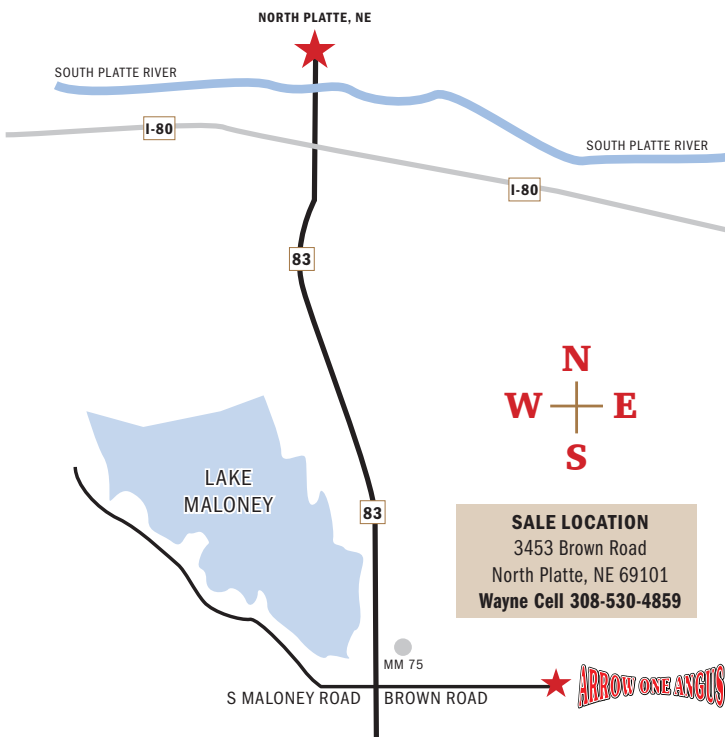 NORTH PLATTE, NE
SOUTH PLATTE RIVER
I-80
SOUTH PLATTE RIVER
I-80
83
N
W E
S
LAKE
MALONEY
83
SALE LOCATION
3453 Brown Road
North Platte, NE 69101
Wayne Cell 308-530-4859
MM 75
ARROW ONE ANGUS
S MALONEY ROAD
BROWN ROAD